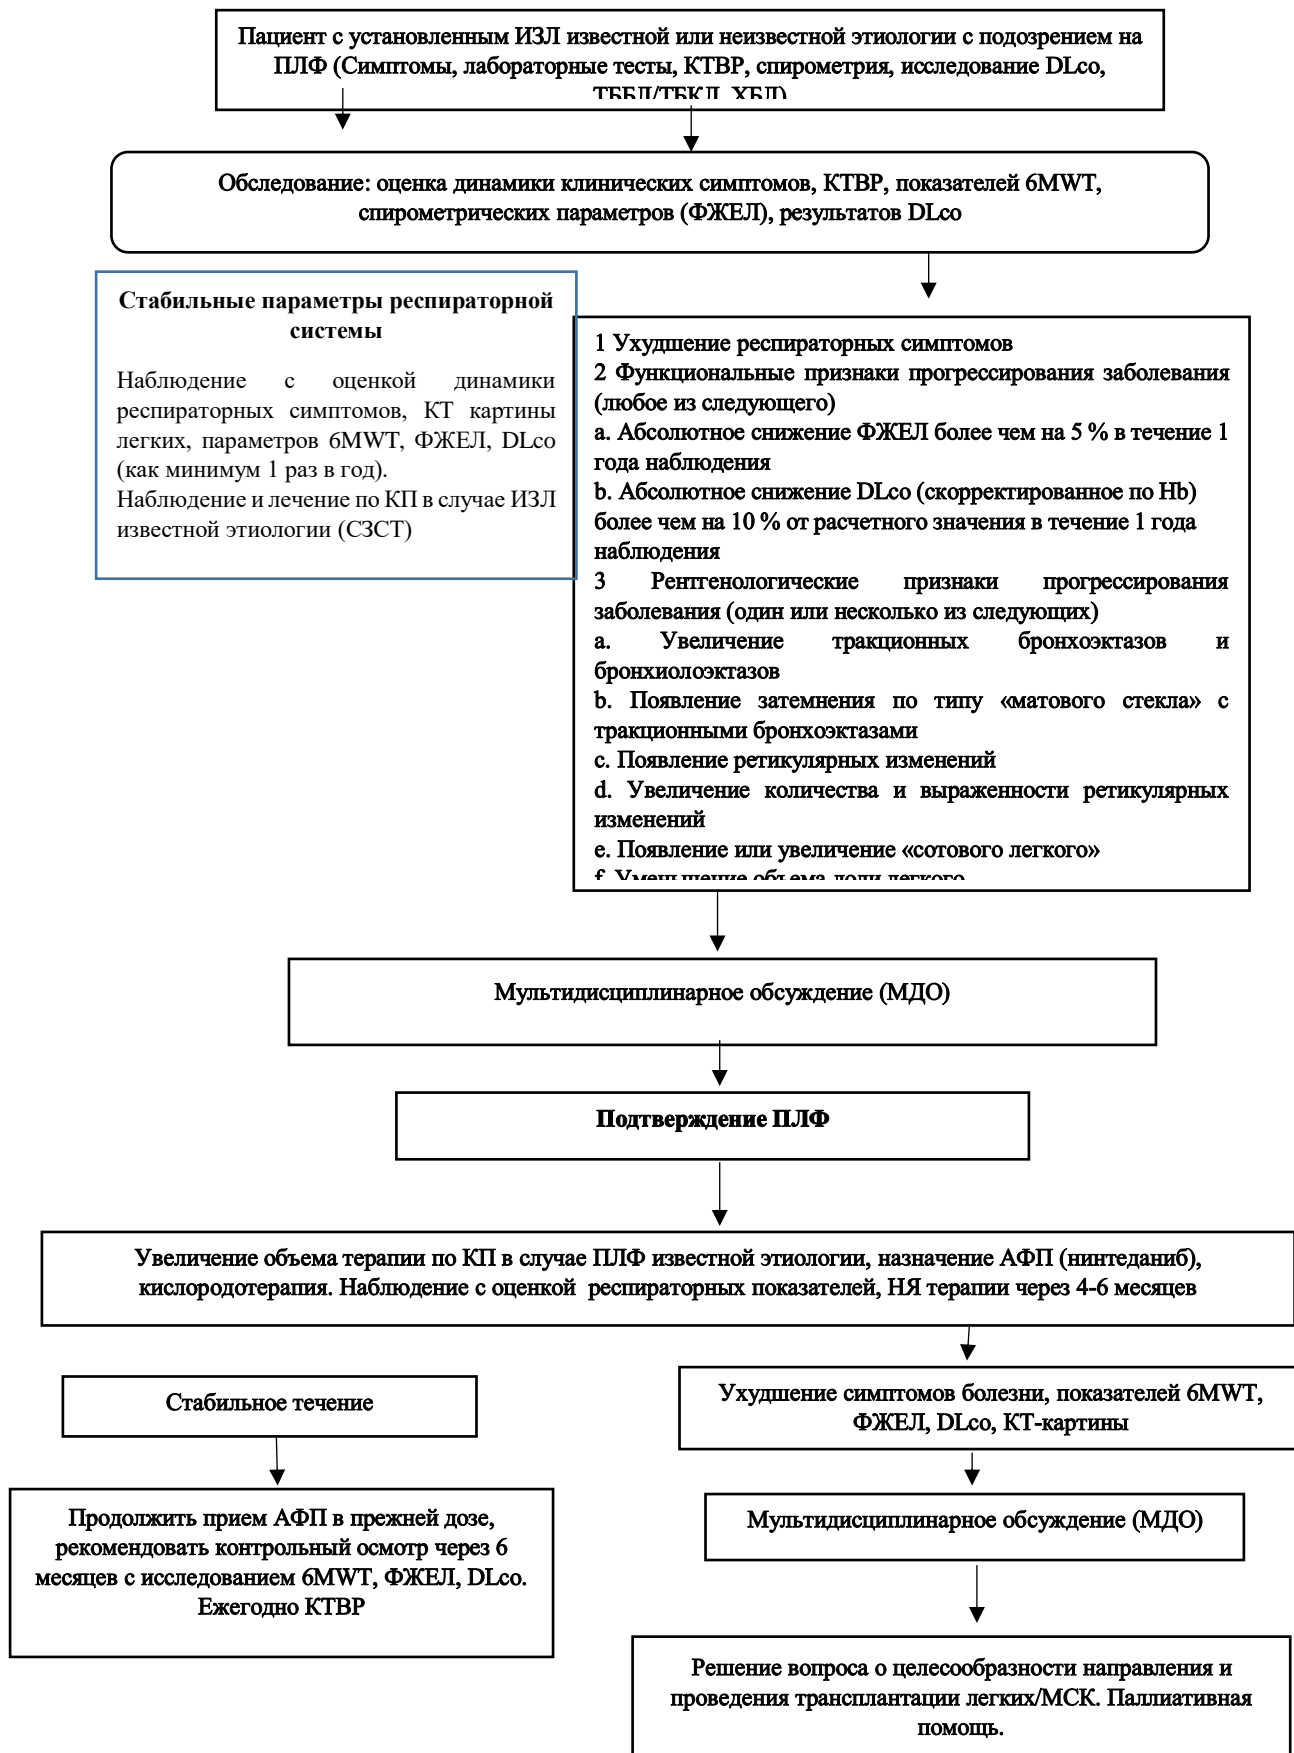 Пациент с установленным ИЗЛ известной или неизвестной этиологии с подозрением на
ПЛФ (Симптомы, лабораторные тесты, КТВР, спирометрия, исследование DLco,
ТББЛ/ТБКЛ, ХБЛ)
Обследование: оценка динамики клинических симптомов, КТВР, показателей 6MWT,
спирометрических параметров (ФЖЕЛ), результатов DLco
Стабильные параметры респираторной
системы
Наблюдение с оценкой динамики
респираторных симптомов, КТ картины
легких, параметров 6MWT, ФЖЕЛ, DLco
(как минимум 1 раз в год).
Наблюдение и лечение по КП в случае ИЗЛ
известной этиологии (СЗСТ)
1 Ухудшение респираторных симптомов
2 Функциональные признаки прогрессирования заболевания
(любое из следующего)
a. Абсолютное снижение ФЖЕЛ более чем на 5 % в течение 1
года наблюдения
b. Абсолютное снижение DLco (скорректированное по Hb)
более чем на 10 % от расчетного значения в течение 1 года
наблюдения
3 Рентгенологические признаки прогрессирования
заболевания (один или несколько из следующих)
a. Увеличение тракционных бронхоэктазов и
бронхиолоэктазов
b. Появление затемнения по типу «матового стекла» с
тракционными бронхоэктазами
c. Появление ретикулярных изменений
d. Увеличение количества и выраженности ретикулярных
изменений
e. Появление или увеличение «сотового легкого»
f. Уменьшение объема доли легкого
Мультидисциплинарное обсуждение (МДО)
Подтверждение ПЛФ
Увеличение объема терапии по КП в случае ПЛФ известной этиологии, назначение АФП (нинтеданиб),
кислородотерапия. Наблюдение с оценкой респираторных показателей, НЯ терапии через 4-6 месяцев
Стабильное течение
Продолжить прием АФП в прежней дозе,
рекомендовать контрольный осмотр через 6
месяцев с исследованием 6MWT, ФЖЕЛ, DLco.
Ежегодно КТВР
Ухудшение симптомов болезни, показателей 6MWT,
ФЖЕЛ, DLco, КТ-картины
Мультидисциплинарное обсуждение (МДО)
Решение вопроса о целесообразности направления и
проведения трансплантации легких/МСК. Паллиативная
помощь.